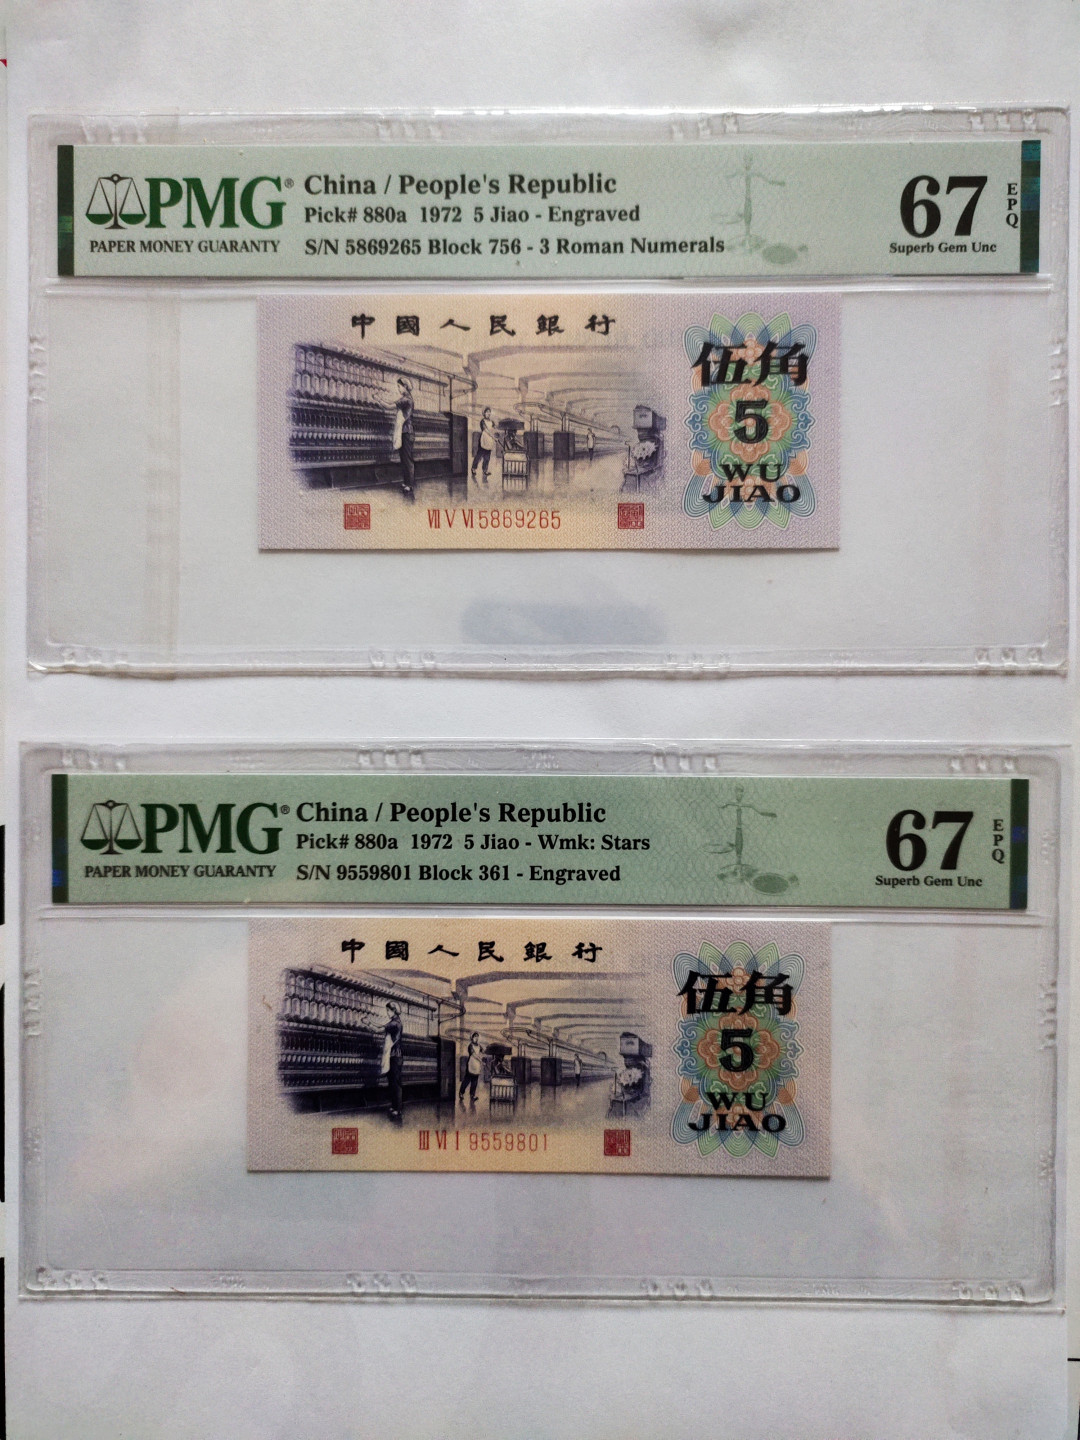 PMG®
PAPER MONEY GUARANTY
China / People's Republic
Pick# 880a 1972 5 Jiao - Engraved
S/N 5869265 Block 756 - 3 Roman Numerals
67
EPQ
Superb Gem Unc
中國人民銀行
伍角
5
WU
JIAO
Ⅶ Ⅴ Ⅵ 5869265
PMG®
PAPER MONEY GUARANTY
China / People's Republic
Pick# 880a 1972 5 Jiao - Wmk: Stars
S/N 9559801 Block 361 - Engraved
67
EPQ
Superb Gem Unc
中國人民銀行
伍角
5
WU
JIAO
Ⅲ Ⅵ Ⅰ 9559801